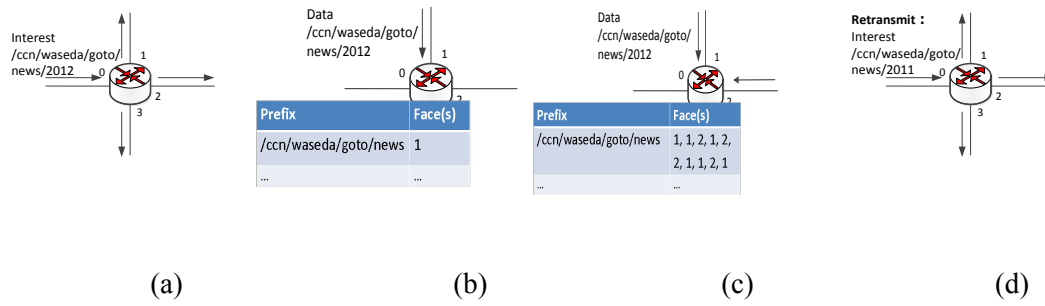 Interest
/ccn/waseda/goto/
news/2012
0
1
2
3
(a)
Data
/ccn/waseda/goto/
news/2012
0
1
2
Prefix Face(s)
/ccn/waseda/goto/news 1
... ...
(b)
Data
/ccn/waseda/goto/
news/2012
0
1
2
Prefix Face(s)
/ccn/waseda/goto/news 1, 1, 2, 1, 2,
2, 1, 1, 2, 1
... ...
(c)
Retransmit：
Interest
/ccn/waseda/goto/
news/2011
0
1
2
3
(d)